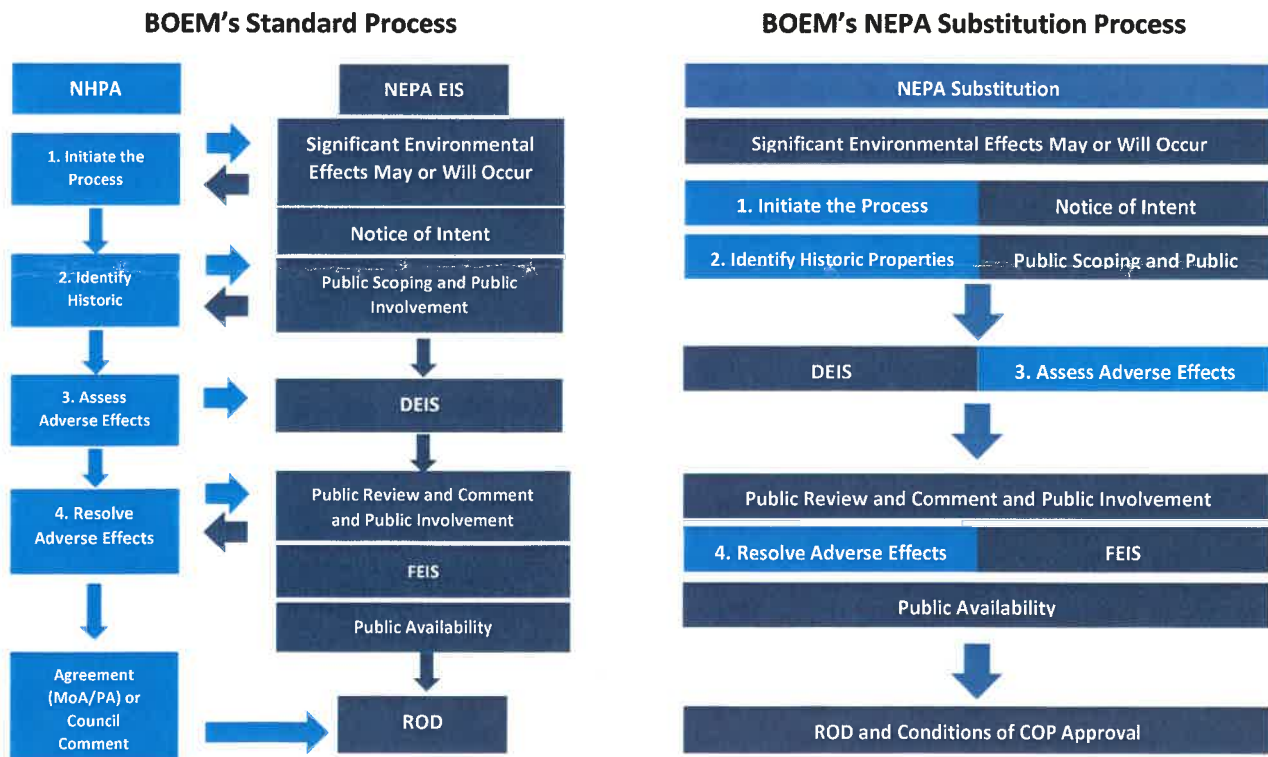 BOEM's Standard Process
NHPA
NEPA EIS
1. Initiate the
Process
Significant Environmental
Effects May or Will Occur
Notice of Intent
2. Identify
Historic
Public Scoping and Public
Involvement
3. Assess
Adverse Effects
DEIS
4. Resolve
Adverse Effects
Public Review and Comment
and Public Involvement
FEIS
Public Availability
Agreement
(MoA/PA) or
Council
Comment
ROD
BOEM's NEPA Substitution Process
NEPA Substitution
Significant Environmental Effects May or Will Occur
1. Initiate the Process
Notice of Intent
2. Identify Historic Properties
Public Scoping and Public
DEIS
3. Assess Adverse Effects
Public Review and Comment and Public Involvement
4. Resolve Adverse Effects
FEIS
Public Availability
ROD and Conditions of COP Approval